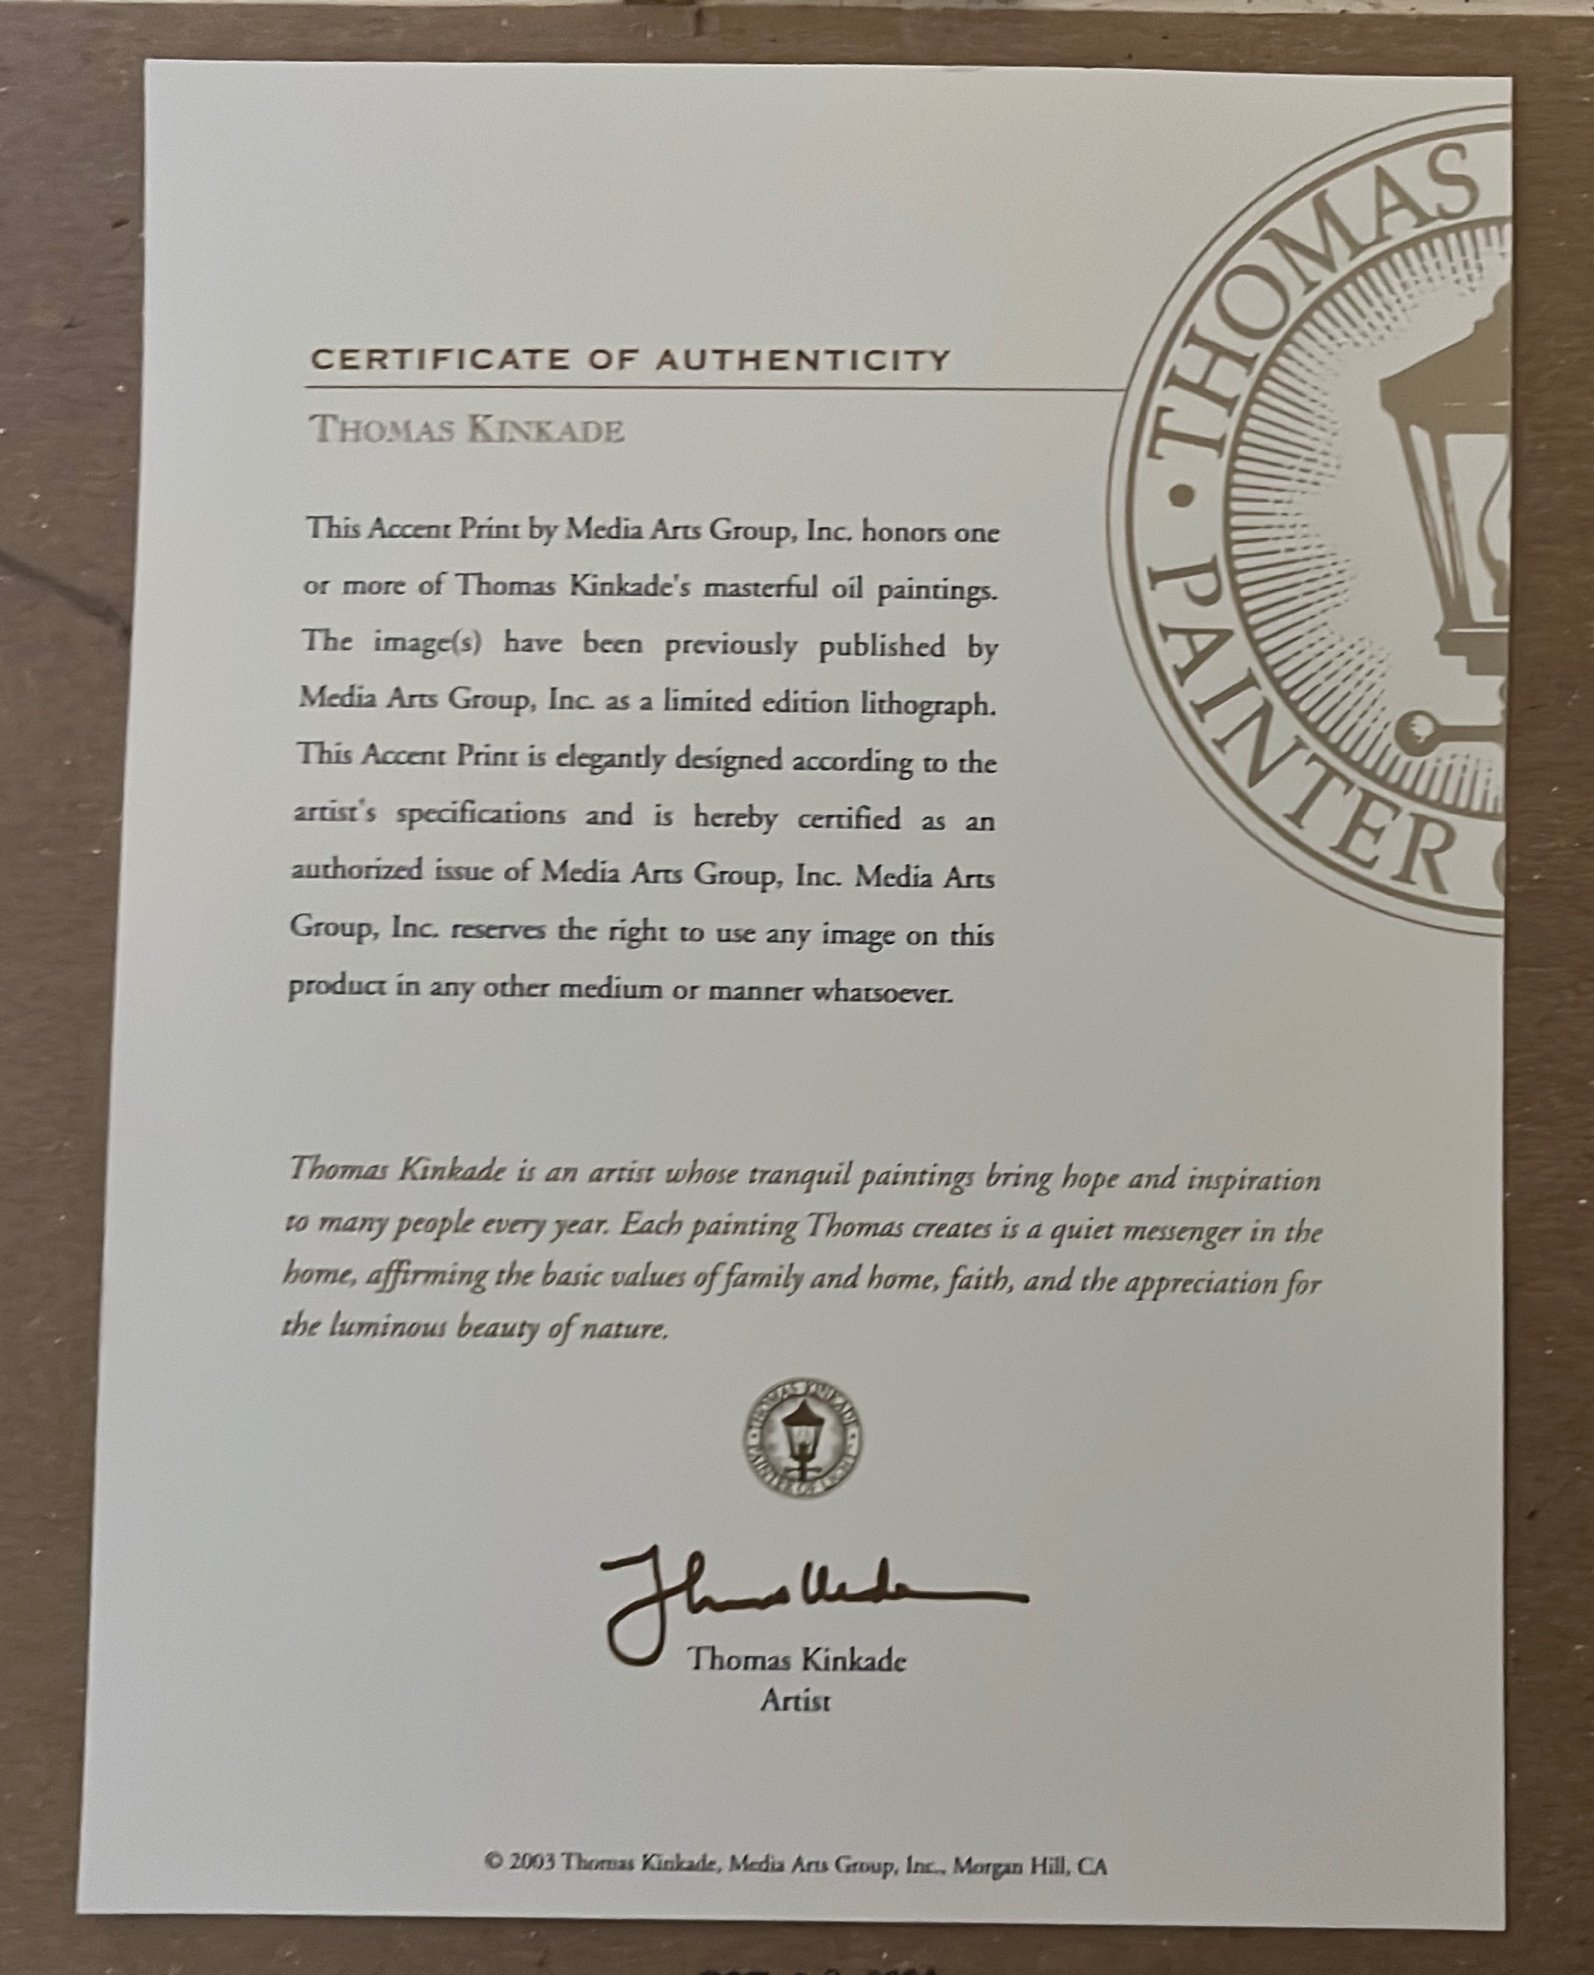 THOMAS
• PAINTER
CERTIFICATE OF AUTHENTICITY
THOMAS KINKADE
This Accent Print by Media Arts Group, Inc. honors one
or more of Thomas Kinkade's masterful oil paintings.
The image(s) have been previously published by
Media Arts Group, Inc. as a limited edition lithograph.
This Accent Print is elegantly designed according to the
artist's specifications and is hereby certified as an
authorized issue of Media Arts Group, Inc. Media Arts
Group, Inc. reserves the right to use any image on this
product in any other medium or manner whatsoever.
Thomas Kinkade is an artist whose tranquil paintings bring hope and inspiration
to many people every year. Each painting Thomas creates is a quiet messenger in the
home, affirming the basic values of family and home, faith, and the appreciation for
the luminous beauty of nature.
THOMAS KINKADE
PAINTER OF LIGHT
Thomas Kinkade
Artist
© 2003 Thomas Kinkade, Media Arts Group, Inc., Morgan Hill, CA